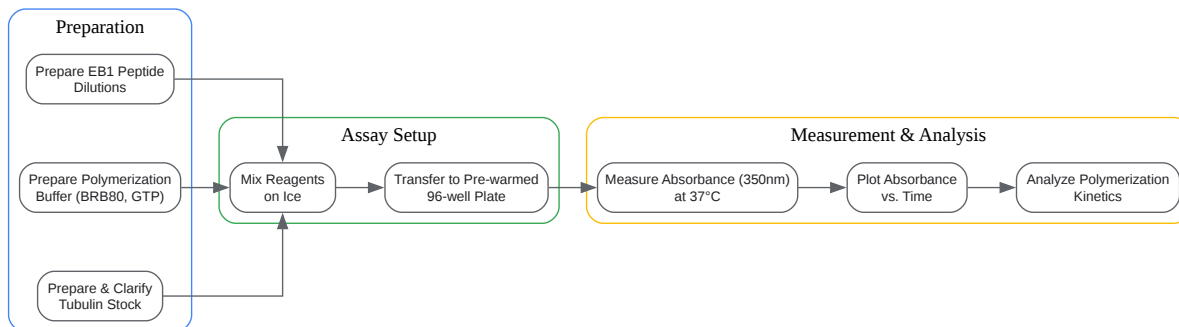 Preparation
Prepare EB1 Peptide
Dilutions
Prepare Polymerization
Buffer (BRB80, GTP)
Prepare & Clarify
Tubulin Stock
Assay Setup
Mix Reagents
on Ice
Transfer to Pre-warmed
96-well Plate
Measurement & Analysis
Measure Absorbance (350nm)
at 37°C
Plot Absorbance
vs. Time
Analyze Polymerization
Kinetics